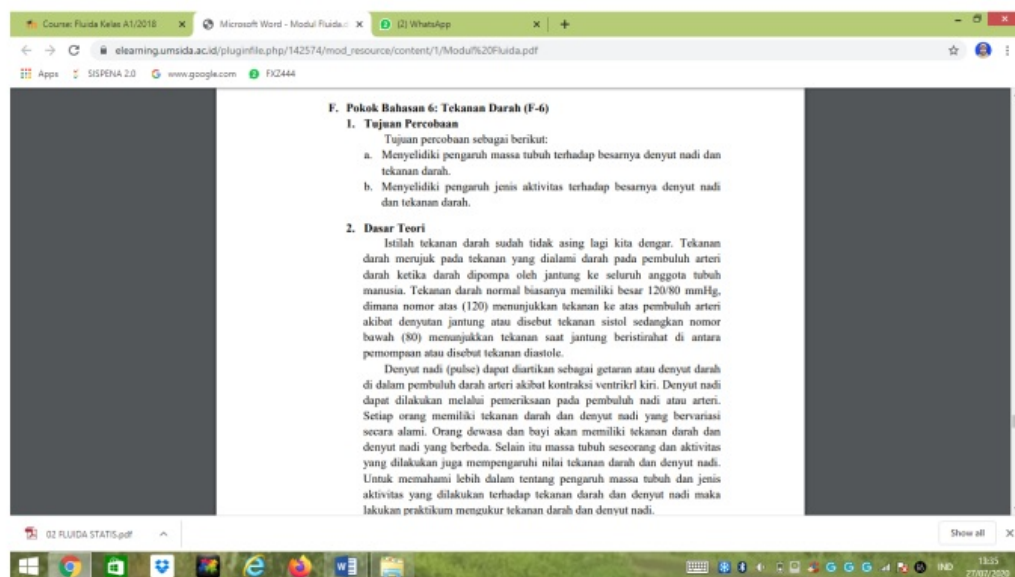 Course: Fluida Kelas A1/2018
Microsoft Word - Modul Fluida.d
(2) WhatsApp
elearning.umsida.ac.id/pluginfile.php/142574/mod_resource/content/1/Modul%20Fluida.pdf
Apps
SISPENA 2.0
www.google.com
FXZ444
F. Pokok Bahasan 6: Tekanan Darah (F-6)
1. Tujuan Percobaan
Tujuan percobaan sebagai berikut:
a. Menyelidiki pengaruh massa tubuh terhadap besarnya denyut nadi dan
tekanan darah.
b. Menyelidiki pengaruh jenis aktivitas terhadap besarnya denyut nadi
dan tekanan darah.
2. Dasar Teori
Istilah tekanan darah sudah tidak asing lagi kita dengar. Tekanan
darah merujuk pada tekanan yang dialami darah pada pembuluh arteri
darah ketika darah dipompa oleh jantung ke seluruh anggota tubuh
manusia. Tekanan darah normal biasanya memiliki besar 120/80 mmHg,
dimana nomor atas (120) menunjukkan tekanan ke atas pembuluh arteri
akibat denyutan jantung atau disebut tekanan sistol sedangkan nomor
bawah (80) menunjukkan tekanan saat jantung beristirahat di antara
pemompaan atau disebut tekanan diastole.
Denyut nadi (pulse) dapat diartikan sebagai getaran atau denyut darah
di dalam pembuluh darah arteri akibat kontraksi ventrikrl kiri. Denyut nadi
dapat dilakukan melalui pemeriksaan pada pembuluh nadi atau arteri.
Setiap orang memiliki tekanan darah dan denyut nadi yang bervariasi
secara alami. Orang dewasa dan bayi akan memiliki tekanan darah dan
denyut nadi yang berbeda. Selain itu massa tubuh seseorang dan aktivitas
yang dilakukan juga mempengaruhi nilai tekanan darah dan denyut nadi.
Untuk memahami lebih dalam tentang pengaruh massa tubuh dan jenis
aktivitas yang dilakukan terhadap tekanan darah dan denyut nadi maka
lakukan praktikum mengukur tekanan darah dan denyut nadi.
02 FLUIDA STATIS.pdf
Show all
IND
13:35
27/07/2020